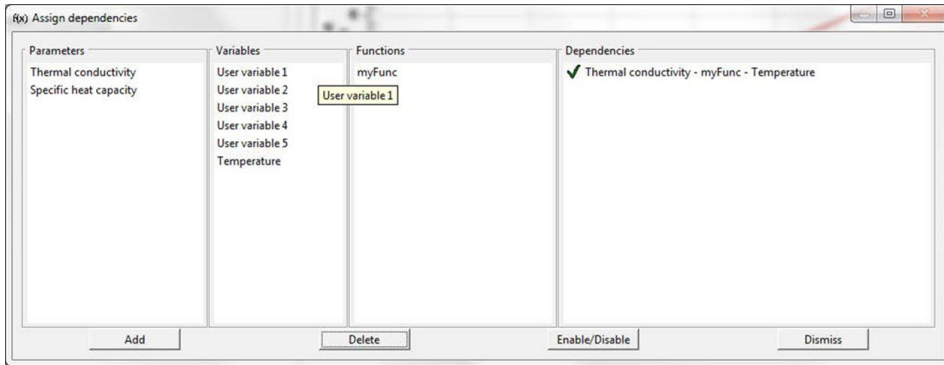 f(x) Assign dependencies
Parameters
Thermal conductivity
Specific heat capacity
Variables
User variable 1
User variable 2
User variable 3
User variable 4
User variable 5
Temperature
Functions
myFunc
User variable 1
Dependencies
Thermal conductivity - myFunc - Temperature
Add
Delete
Enable/Disable
Dismiss